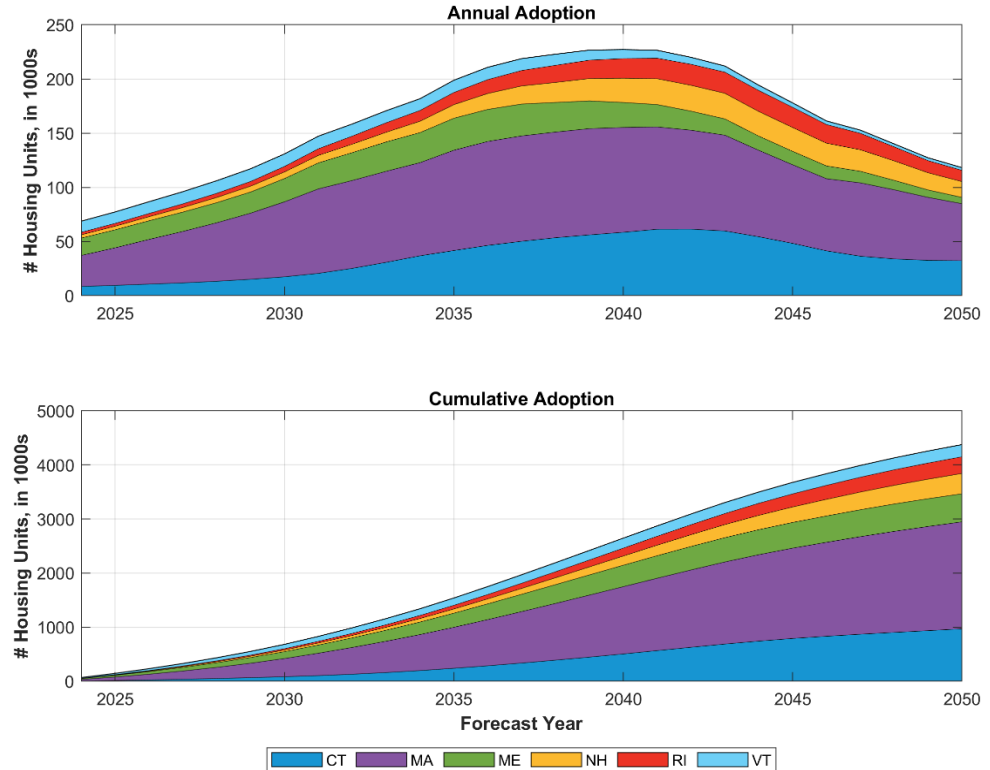 Annual Adoption
# Housing Units, in 1000s
250
200
150
100
50
0
2025 2030 2035 2040 2045 2050
Cumulative Adoption
# Housing Units, in 1000s
5000
4000
3000
2000
1000
0
2025 2030 2035 2040 2045 2050
Forecast Year
CT MA ME NH RI VT